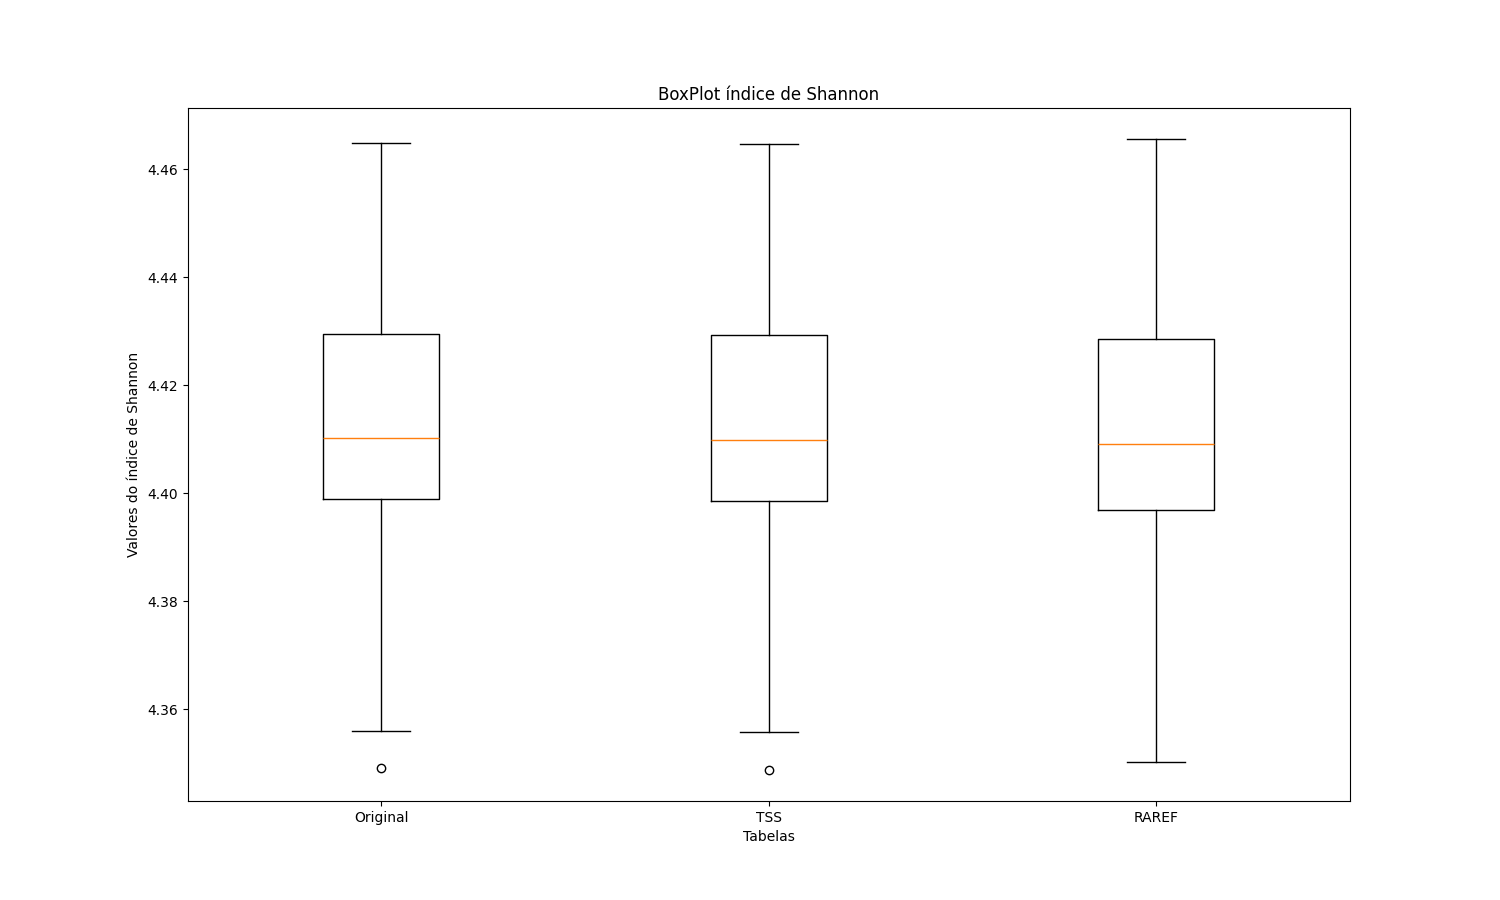 BoxPlot índice de Shannon
Valores do índice de Shannon
4.46
4.44
4.42
4.40
4.38
4.36
Original TSS RAREF
Tabelas